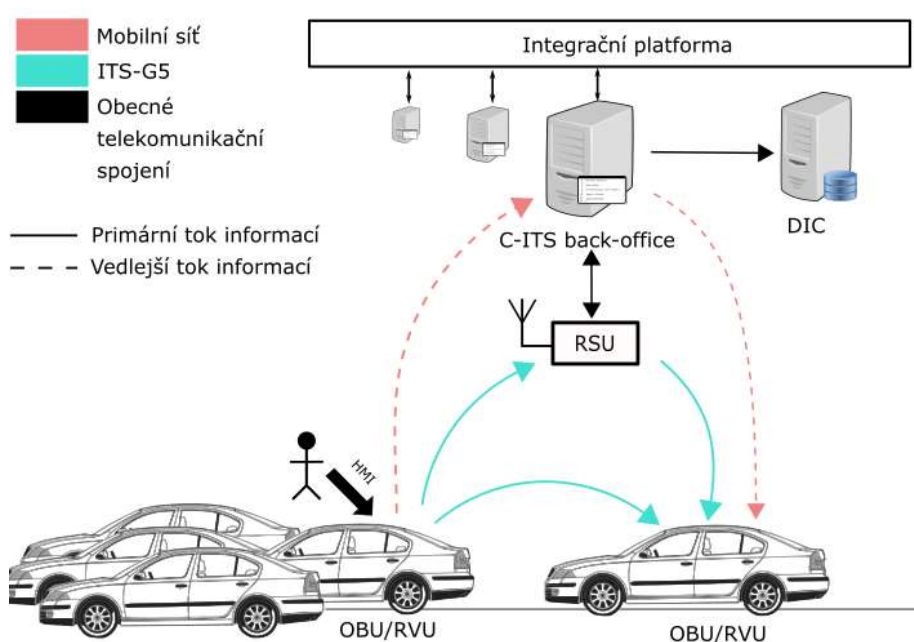 Mobilní síť
ITS-G5
Obecné
telekomunikační
spojení
Primární tok informací
Vedlejší tok informací
Integrační platforma
C-ITS back-office
DIC
RSU
HMI
OBU/RVU
OBU/RVU